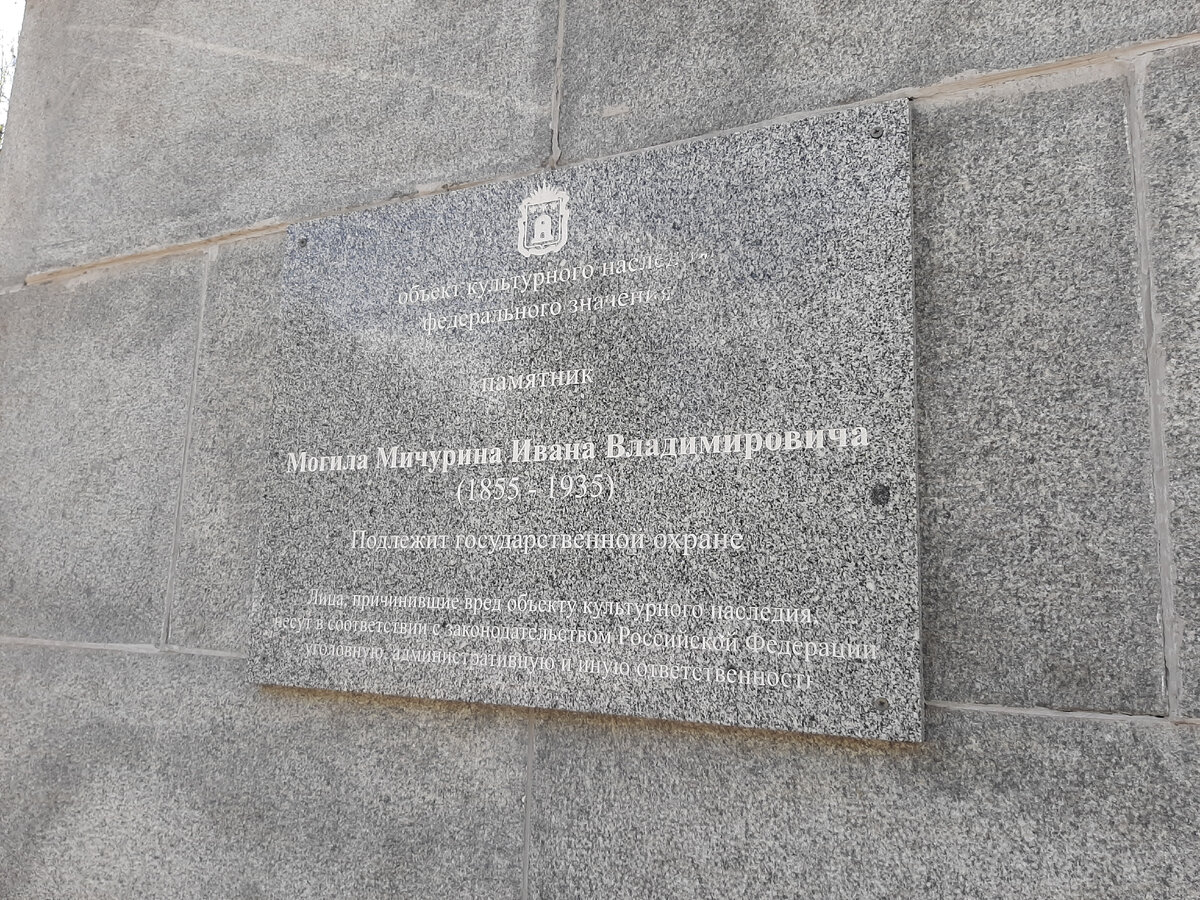 объект культурного наследия
федерального значения
памятник
Могила Мичурина Ивана Владимировича
(1855 - 1935)
Подлежит государственной охране
Лица, причинившие вред объекту культурного наследия,
несут в соответствии с законодательством Российской Федерации
уголовную, административную и иную ответственность